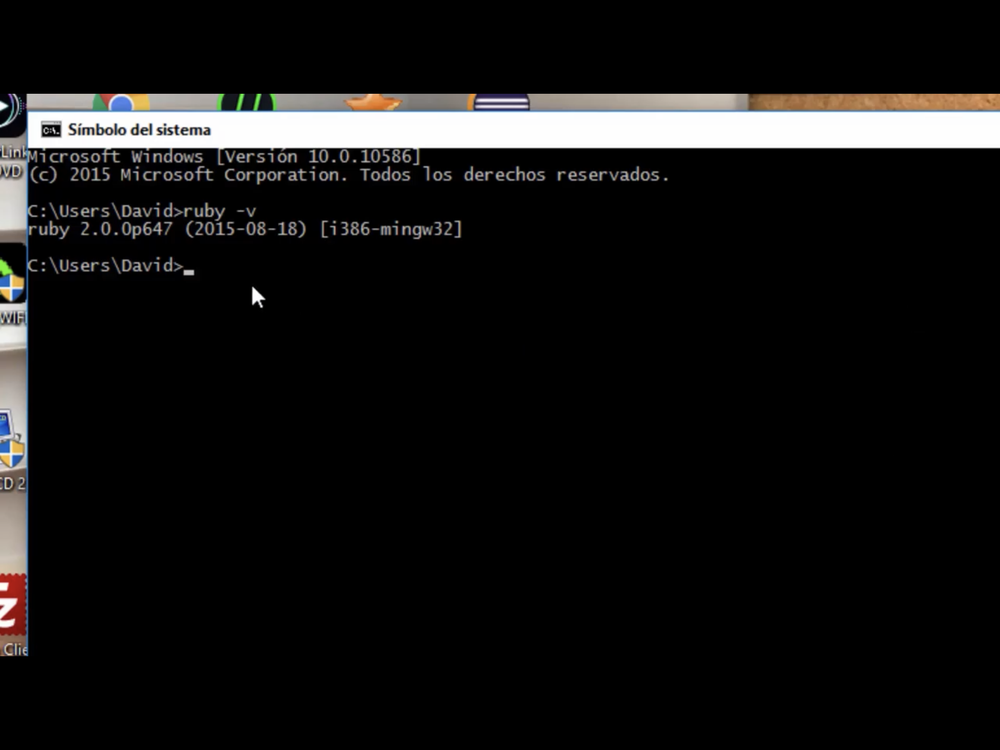 Link
DVD
WIFI
CD 2
Clie
Símbolo del sistema
Microsoft Windows [Versión 10.0.10586]
(c) 2015 Microsoft Corporation. Todos los derechos reservados.
C:\Users\David>ruby -v
ruby 2.0.0p647 (2015-08-18) [i386-mingw32]
C:\Users\David>